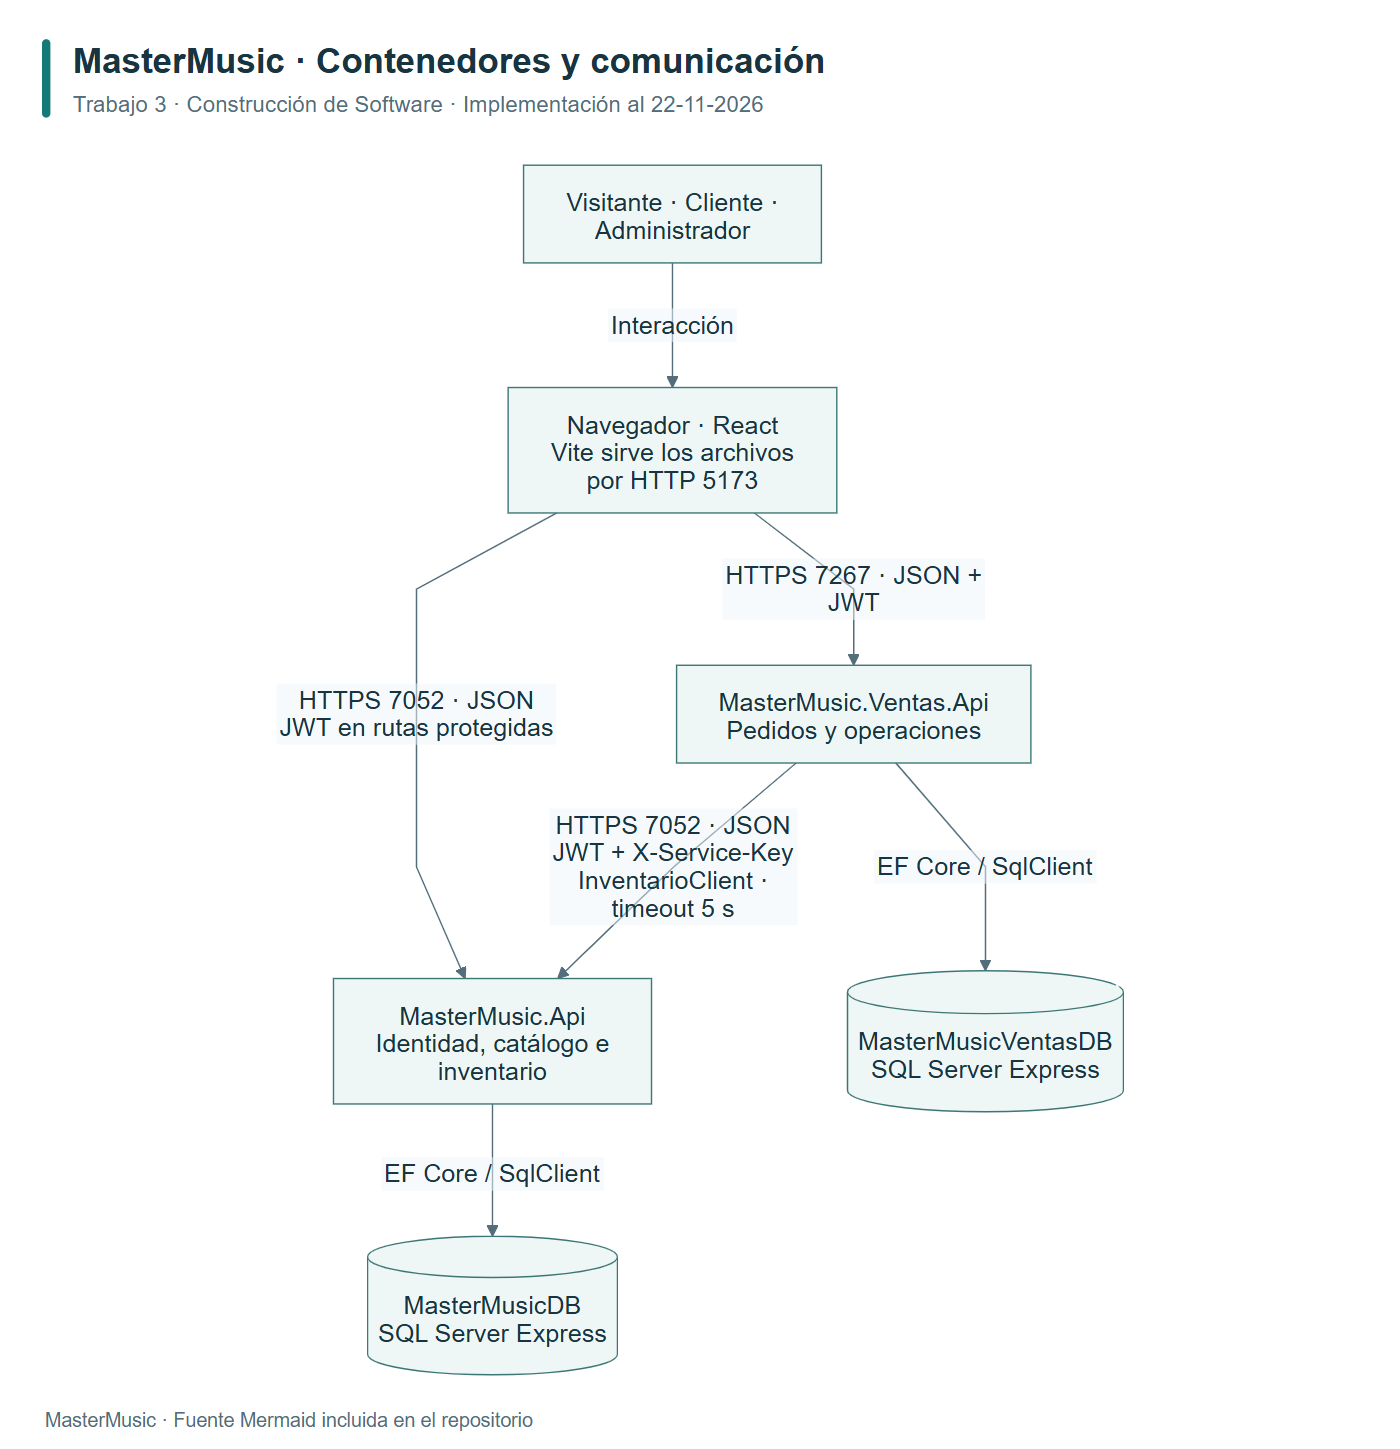 MasterMusic · Contenedores y comunicación
Trabajo 3 · Construcción de Software · Implementación al 22-11-2026
Visitante · Cliente ·
Administrador
Interacción
Navegador · React
Vite sirve los archivos
por HTTP 5173
HTTPS 7267 · JSON +
JWT
HTTPS 7052 · JSON
JWT en rutas protegidas
MasterMusic.Ventas.Api
Pedidos y operaciones
HTTPS 7052 · JSON
JWT + X-Service-Key
InventarioClient ·
timeout 5 s
EF Core / SqlClient
MasterMusic.Api
Identidad, catálogo e
inventario
MasterMusicVentasDB
SQL Server Express
EF Core / SqlClient
MasterMusicDB
SQL Server Express
MasterMusic · Fuente Mermaid incluida en el repositorio